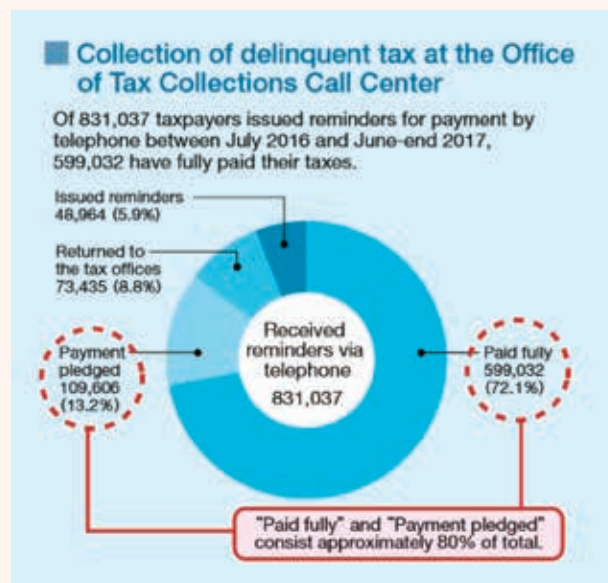 Collection of delinquent tax at the Office
of Tax Collections Call Center
Of 831,037 taxpayers issued reminders for payment by
telephone between July 2016 and June-end 2017,
599,032 have fully paid their taxes.
Issued reminders
48,964 (5.9%)
Returned to
the tax offices
73,435 (8.8%)
Payment
pledged
109,606
(13.2%)
Received
reminders via
telephone
831,037
Paid fully
599,032
(72.1%)
"Paid fully" and "Payment pledged"
consist approximately 80% of total.